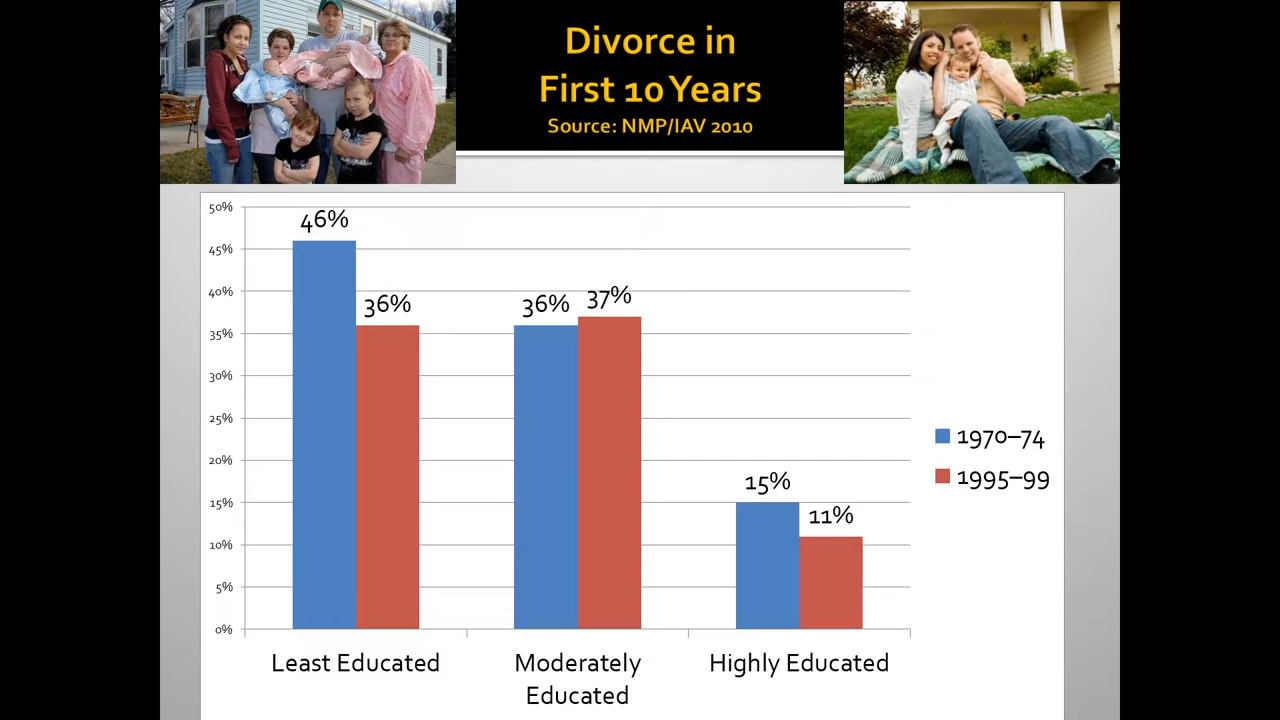 Divorce in
First 10 Years
Source: NMP/IAV 2010
50%
45%
40%
35%
30%
25%
20%
15%
10%
5%
0%
46%
36%
36%
37%
15%
11%
1970–74
1995–99
Least Educated
Moderately
Educated
Highly Educated